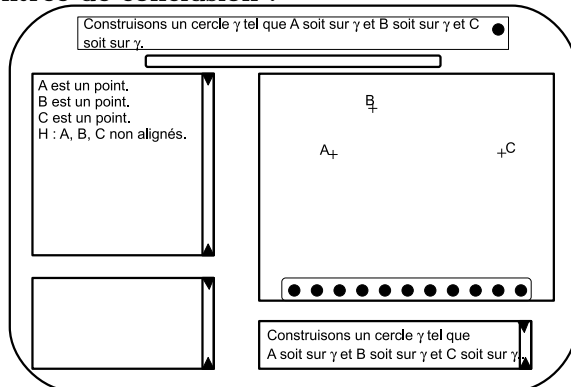 Construisons un cercle γ tel que A soit sur γ et B soit sur γ et C
soit sur γ.
A est un point.
B est un point.
C est un point.
H : A, B, C non alignés.
B
A
C
Construisons un cercle γ tel que
A soit sur γ et B soit sur γ et C soit sur γ.